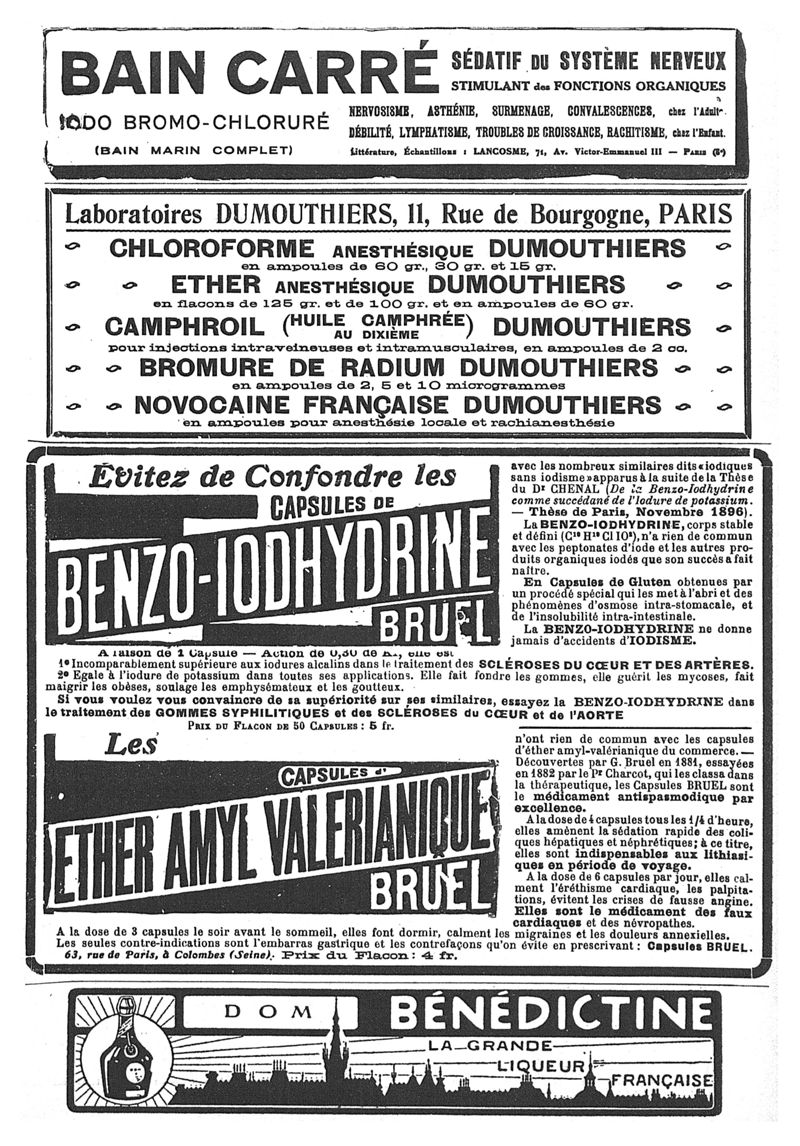 BAIN CARRÉ
IODO BROMO-CHLORURÉ
(BAIN MARIN COMPLET)
SÉDATIF DU SYSTÈME NERVEUX
STIMULANT des FONCTIONS ORGANIQUES
NERVOSISME, ASTHÉNIE, SURMENAGE, CONVALESCENCES, chez l'Adulte.
DÉBILITÉ, LYMPHATISME, TROUBLES DE CROISSANCE, RACHITISME, chez l'Enfant.
Littérature, Échantillons : LANCOSME, 71, Av. Victor-Emmanuel III — PARIS (8e)
Laboratoires DUMOUTHIERS, 11, Rue de Bourgogne, PARIS
CHLOROFORME ANESTHÉSIQUE DUMOUTHIERS
en ampoules de 60 gr., 30 gr. et 15 gr.
ETHER ANESTHÉSIQUE DUMOUTHIERS
en flacons de 125 gr. et de 100 gr. et en ampoules de 60 gr.
CAMPHROIL (HUILE CAMPHRÉE AU DIXIÈME) DUMOUTHIERS
pour injections intraveineuses et intramusculaires, en ampoules de 2 cc.
BROMURE DE RADIUM DUMOUTHIERS
en ampoules de 2, 5 et 10 microgrammes
NOVOCAINE FRANÇAISE DUMOUTHIERS
en ampoules pour anesthésie locale et rachianesthésie
Évitez de Confondre les
CAPSULES DE
BENZO-IODHYDRINE
BRUEL
avec les nombreux similaires dits « iodiques
sans iodisme » apparus à la suite de la Thèse
du Dr CHENAL (De la Benzo-Iodhydrine
comme succédané de l'Iodure de potassium.
— Thèse de Paris, Novembre 1896).
La BENZO-IODHYDRINE, corps stable
et défini (C¹⁰ H¹⁰ Cl IO²), n'a rien de commun
avec les peptonates d'iode et les autres pro-
duits organiques iodés que son succès a fait
naître.
En Capsules de Gluten obtenues par
un procédé spécial qui les met à l'abri et des
phénomènes d'osmose intra-stomacale, et
de l'insolubilité intra-intestinale.
La BENZO-IODHYDRINE ne donne
jamais d'accidents d'IODISME.
A raison de 1 Capsule — Action de 0,30 de KI, elle est
1° Incomparablement supérieure aux iodures alcalins dans le traitement des SCLÉROSES DU CŒUR ET DES ARTÈRES.
2° Egale à l'iodure de potassium dans toutes ses applications. Elle fait fondre les gommes, elle guérit les mycoses, fait
maigrir les obèses, soulage les emphysémateux et les goutteux.
Si vous voulez vous convaincre de sa supériorité sur ses similaires, essayez la BENZO-IODHYDRINE dans
le traitement des GOMMES SYPHILITIQUES et des SCLÉROSES du CŒUR et de l'AORTE
PRIX DU FLACON DE 50 CAPSULES : 5 fr.
Les
CAPSULES d'
ETHER AMYL VALERIANIQUE
BRUEL
n'ont rien de commun avec les capsules
d'éther amyl-valérianique du commerce. —
Découvertes par G. Bruel en 1881, essayées
en 1882 par le Pr Charcot, qui les classa dans
la thérapeutique, les Capsules BRUEL sont
le médicament antispasmodique par
excellence.
A la dose de 4 capsules tous les 1/4 d'heure,
elles amènent la sédation rapide des coli-
ques hépatiques et néphrétiques ; à ce titre,
elles sont indispensables aux lithiasi-
ques en période de voyage.
A la dose de 6 capsules par jour, elles cal-
ment l'éréthisme cardiaque, les palpita-
tions, évitent les crises de fausse angine.
Elles sont le médicament des faux
cardiaques et des névropathes.
A la dose de 3 capsules le soir avant le sommeil, elles font dormir, calment les migraines et les douleurs annexielles.
Les seules contre-indications sont l'embarras gastrique et les contrefaçons qu'on évite en prescrivant : Capsules BRUEL.
63, rue de Paris, à Colombes (Seine). Prix du Flacon : 4 fr.
DOM BÉNÉDICTINE
LA GRANDE
LIQUEUR
FRANÇAISE